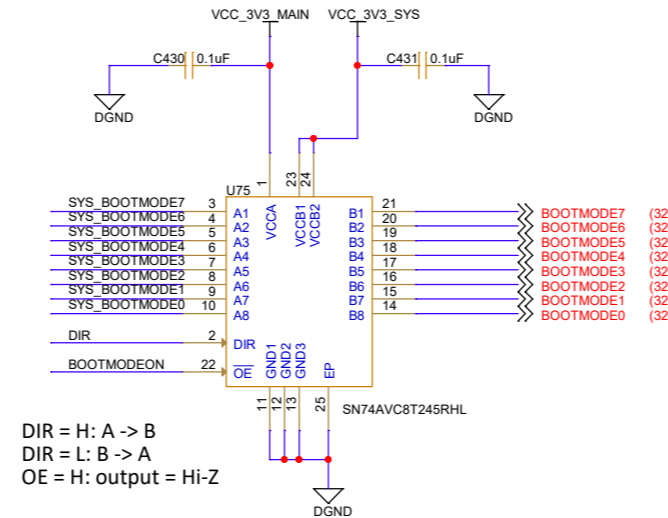 VCC_3V3_MAIN VCC_3V3_SYS
C430 0.1uF C431 0.1uF
DGND DGND
1 23 24
U75
SYS_BOOTMODE7 3 A1 VCCA VCCB1 VCCB2 B1 21 BOOTMODE7 (32
SYS_BOOTMODE6 4 A2 B2 20 BOOTMODE6 (32
SYS_BOOTMODE5 5 A3 B3 19 BOOTMODE5 (32
SYS_BOOTMODE4 6 A4 B4 18 BOOTMODE4 (32
SYS_BOOTMODE3 7 A5 B5 17 BOOTMODE3 (32
SYS_BOOTMODE2 8 A6 B6 16 BOOTMODE2 (32
SYS_BOOTMODE1 9 A7 B7 15 BOOTMODE1 (32
SYS_BOOTMODE0 10 A8 B8 14 BOOTMODE0 (32
DIR 2 DIR
BOOTMODEON 22 OE GND1 GND2 GND3 EP
11 12 13 25 SN74AVC8T245RHL
DIR = H: A -> B
DIR = L: B -> A
OE = H: output = Hi-Z
DGND